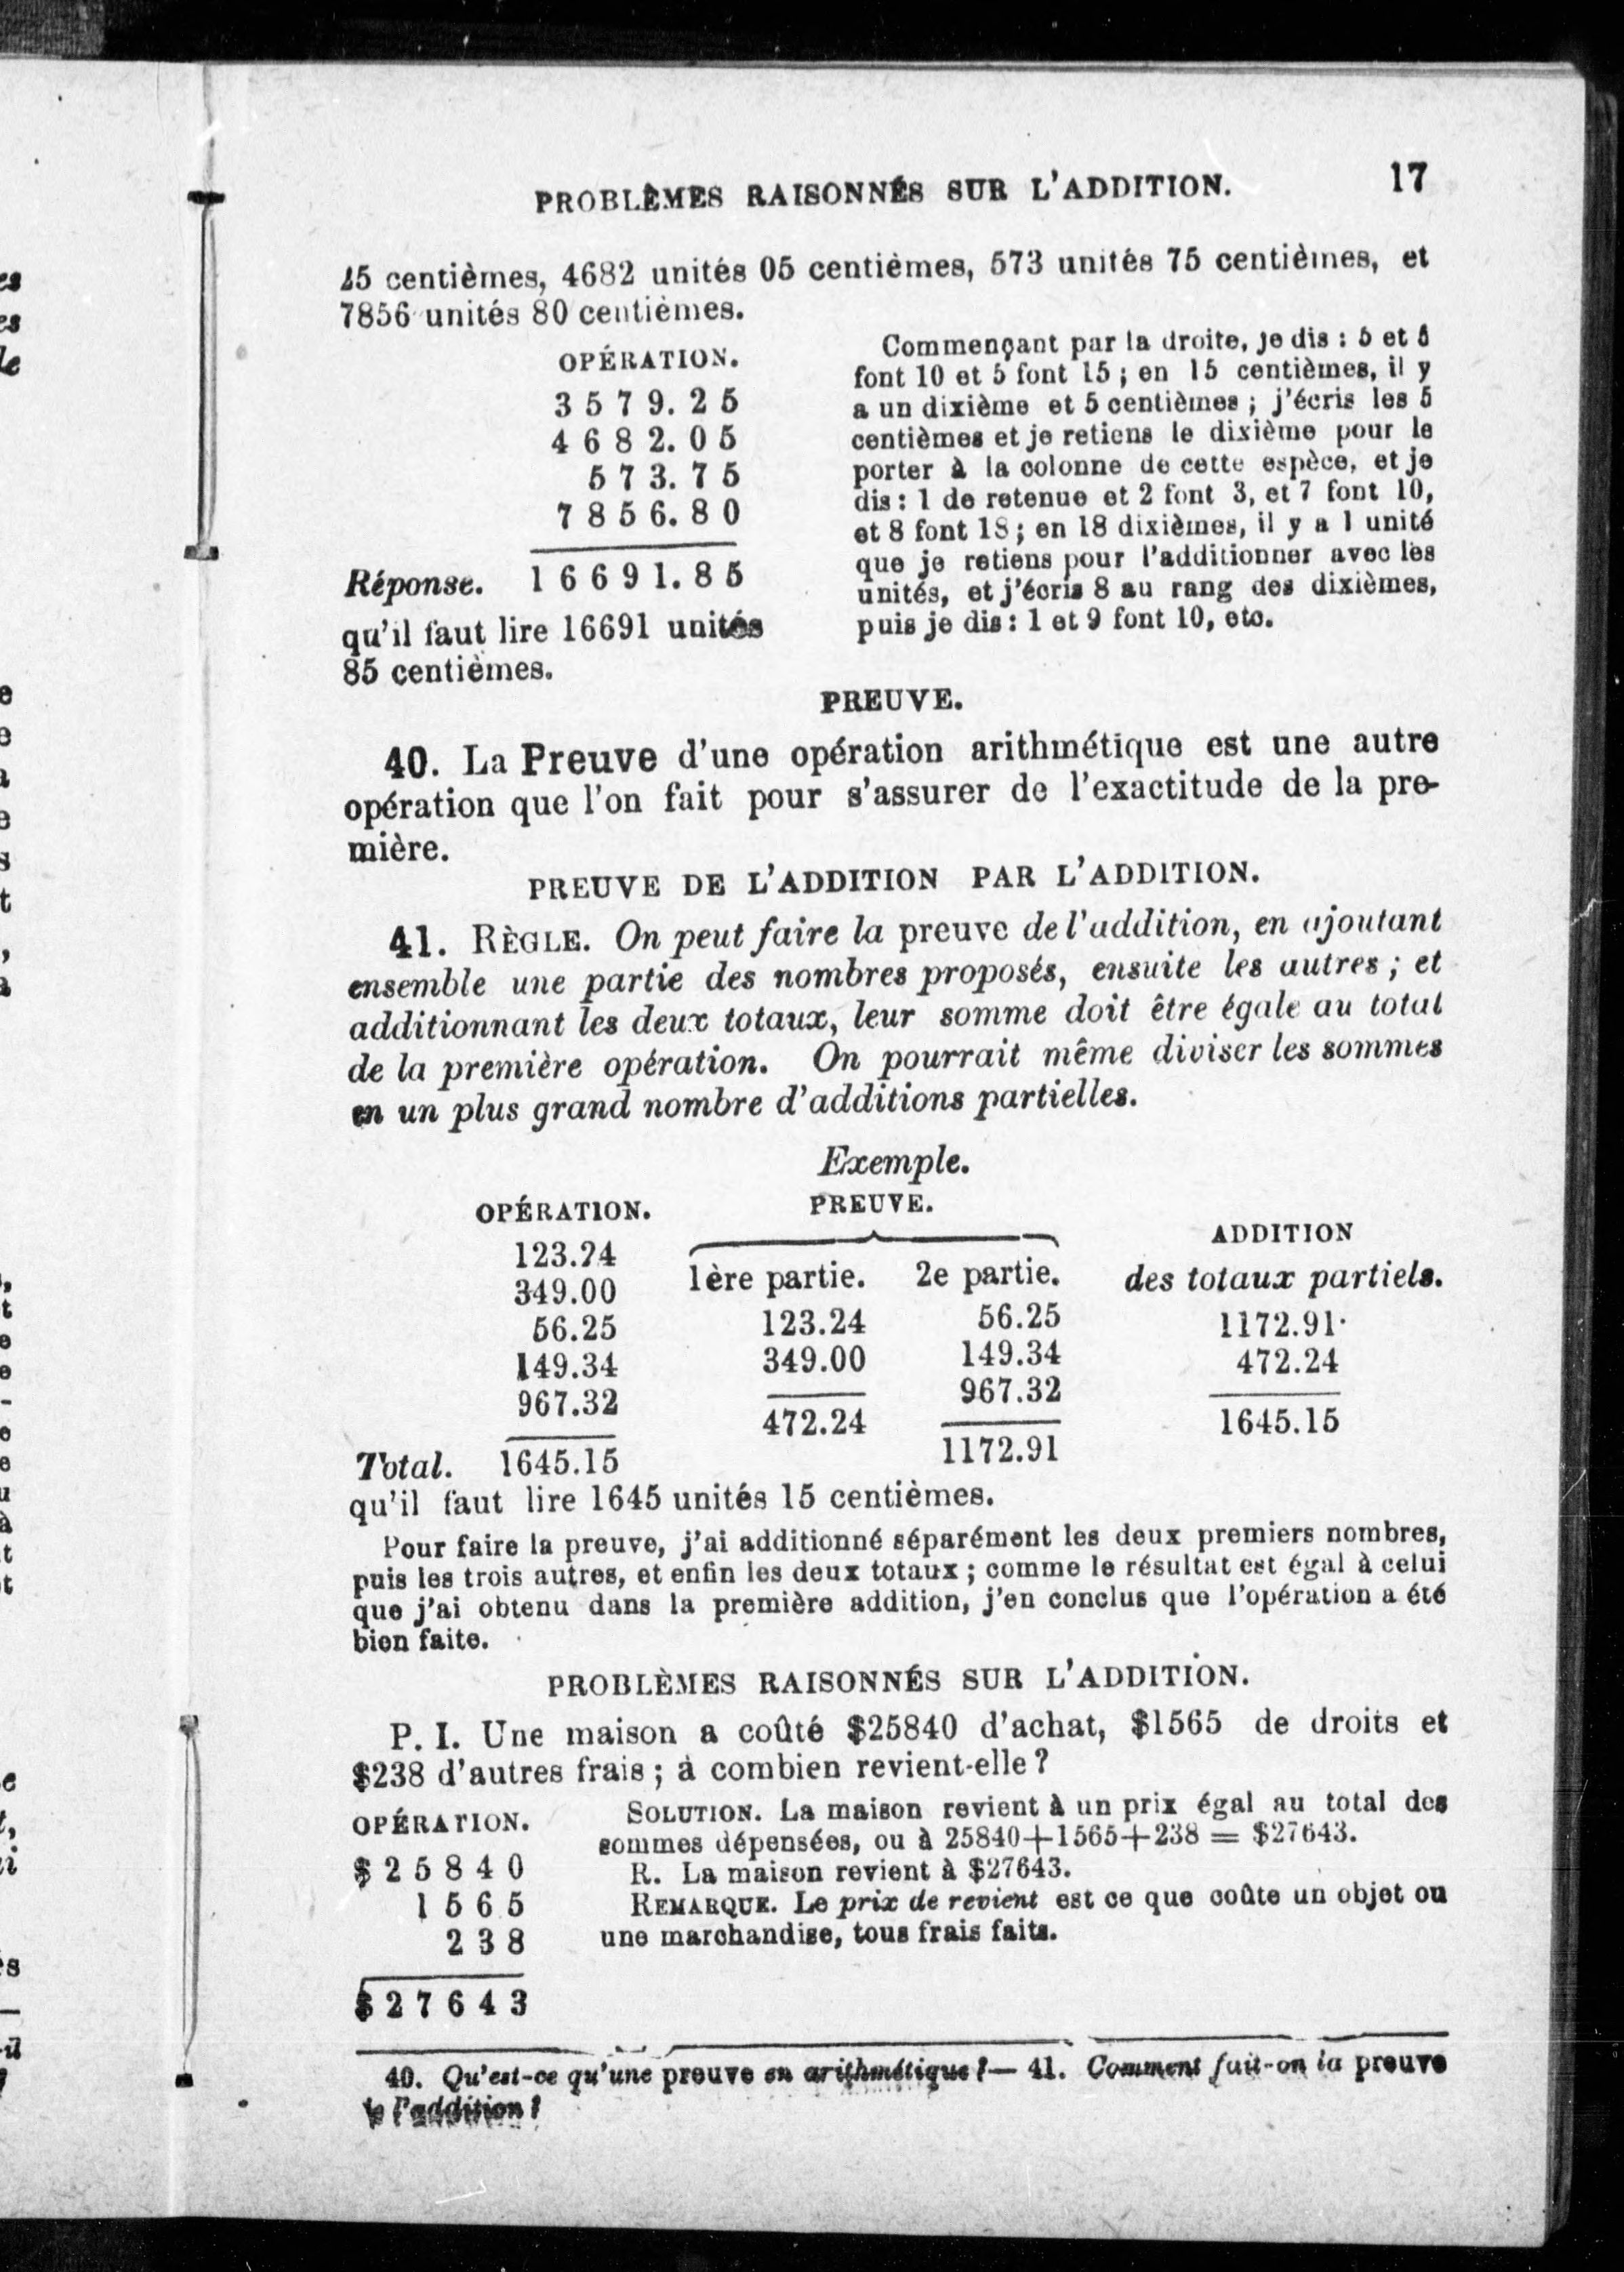 PROBLÈMES RAISONNÉS SUR L'ADDITION. 17
25 centièmes, 4682 unités 05 centièmes, 573 unités 75 centièmes, et
7856 unités 80 centièmes.
OPÉRATION.
3579.25
4682.05
573.75
7856.80
Réponse. 16691.85
qu'il faut lire 16691 unités
85 centièmes.
Commençant par la droite, je dis : 5 et 5
font 10 et 5 font 15 ; en 15 centièmes, il y
a un dixième et 5 centièmes ; j'écris les 5
centièmes et je retiens le dixième pour le
porter à la colonne de cette espèce, et je
dis : 1 de retenue et 2 font 3, et 7 font 10,
et 8 font 18 ; en 18 dixièmes, il y a 1 unité
que je retiens pour l'additionner avec les
unités, et j'écris 8 au rang des dixièmes,
puis je dis : 1 et 9 font 10, etc.
PREUVE.
40. La Preuve d'une opération arithmétique est une autre
opération que l'on fait pour s'assurer de l'exactitude de la pre-
mière.
PREUVE DE L'ADDITION PAR L'ADDITION.
41. RÈGLE. On peut faire la preuve de l'addition, en ajoutant
ensemble une partie des nombres proposés, ensuite les autres ; et
additionnant les deux totaux, leur somme doit être égale au total
de la première opération. On pourrait même diviser les sommes
en un plus grand nombre d'additions partielles.
Exemple.
OPÉRATION.
123.24
349.00
56.25
149.34
967.32
Total. 1645.15
PREUVE.
1ère partie.
123.24
349.00
472.24
2e partie.
56.25
149.34
967.32
1172.91
ADDITION
des totaux partiels.
1172.91
472.24
1645.15
qu'il faut lire 1645 unités 15 centièmes.
Pour faire la preuve, j'ai additionné séparément les deux premiers nombres,
puis les trois autres, et enfin les deux totaux ; comme le résultat est égal à celui
que j'ai obtenu dans la première addition, j'en conclus que l'opération a été
bien faite.
PROBLÈMES RAISONNÉS SUR L'ADDITION.
P. I. Une maison a coûté $25840 d'achat, $1565 de droits et
$238 d'autres frais ; à combien revient-elle ?
OPÉRATION.
$25840
1565
238
$27643
SOLUTION. La maison revient à un prix égal au total des
sommes dépensées, ou à 25840+1565+238 = $27643.
R. La maison revient à $27643.
REMARQUE. Le prix de revient est ce que coûte un objet ou
une marchandise, tous frais faits.
40. Qu'est-ce qu'une preuve en arithmétique ?— 41. Comment fait-on la preuve
de l'addition ?